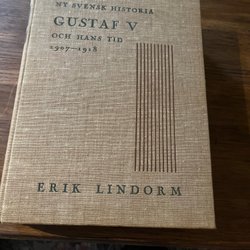 NY SVENSK HISTORIA
GUSTAF V
OCH HANS TID
1907—1918
ERIK LINDORM